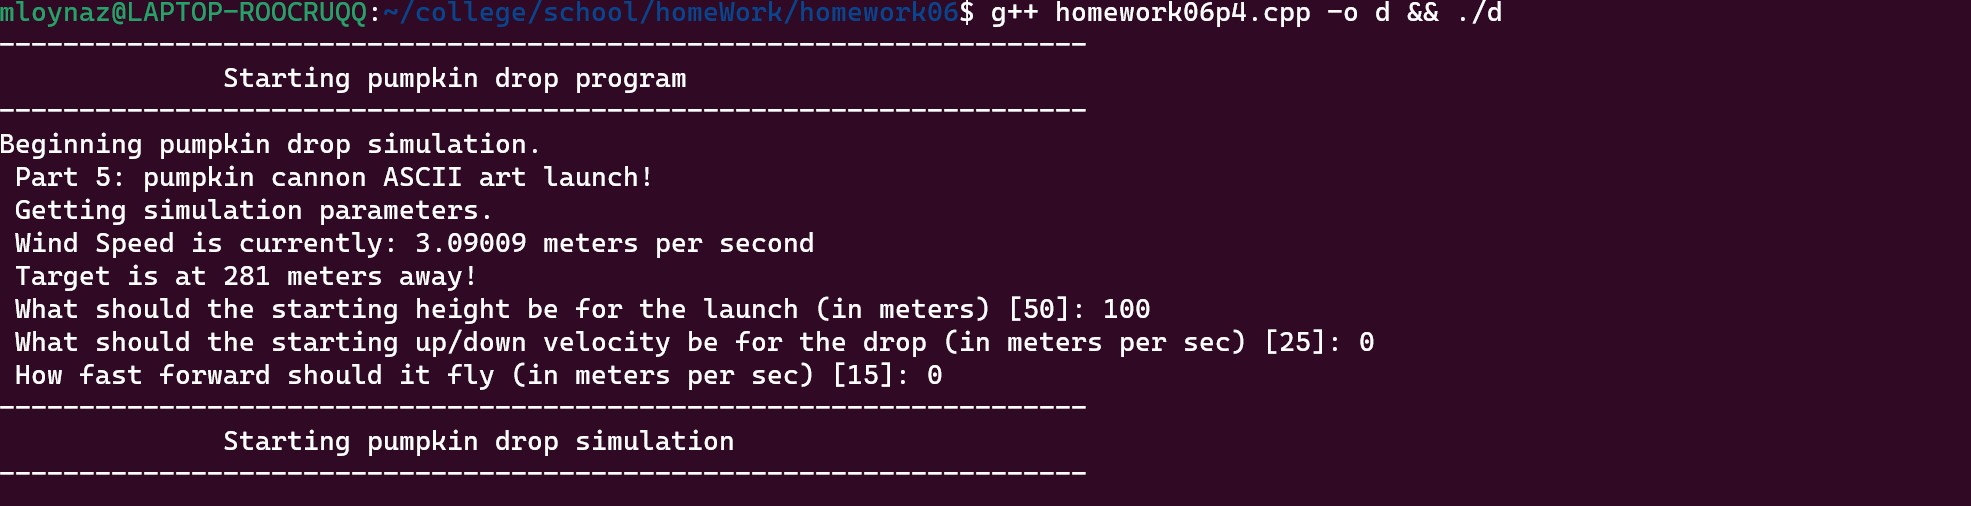 mloynaz@LAPTOP-ROOCRUQQ:~/college/school/homeWork/homework06$ g++ homework06p4.cpp -o d && ./d
--------------------------------------------------------------------
              Starting pumpkin drop program
--------------------------------------------------------------------
Beginning pumpkin drop simulation.
 Part 5: pumpkin cannon ASCII art launch!
 Getting simulation parameters.
 Wind Speed is currently: 3.09009 meters per second
 Target is at 281 meters away!
 What should the starting height be for the launch (in meters) [50]: 100
 What should the starting up/down velocity be for the drop (in meters per sec) [25]: 0
 How fast forward should it fly (in meters per sec) [15]: 0
--------------------------------------------------------------------
              Starting pumpkin drop simulation
--------------------------------------------------------------------